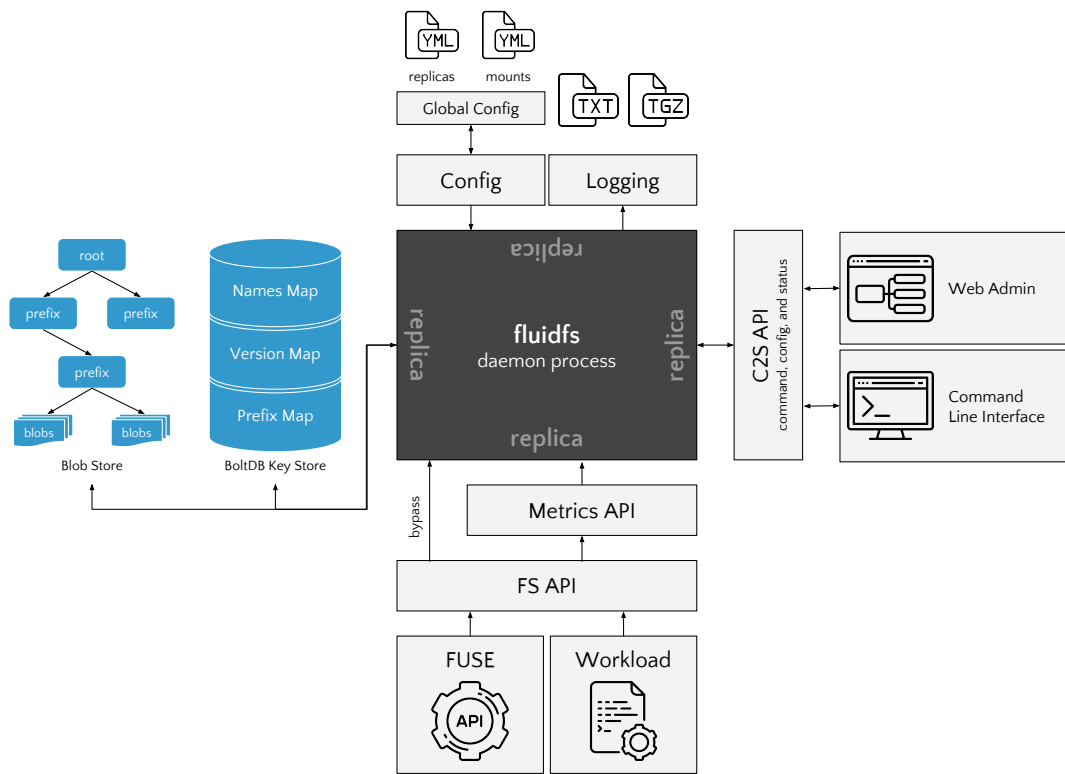 YML
YML
replicas
mounts
Global Config
TXT
TGZ
Config
Logging
root
prefix
prefix
prefix
blobs
blobs
Blob Store
Names Map
Version Map
Prefix Map
BoltDB Key Store
replica
replica
fluidfs
daemon process
replica
replica
C2S API
command, config, and status
Web Admin
Command
Line Interface
bypass
Metrics API
FS API
FUSE
API
Workload